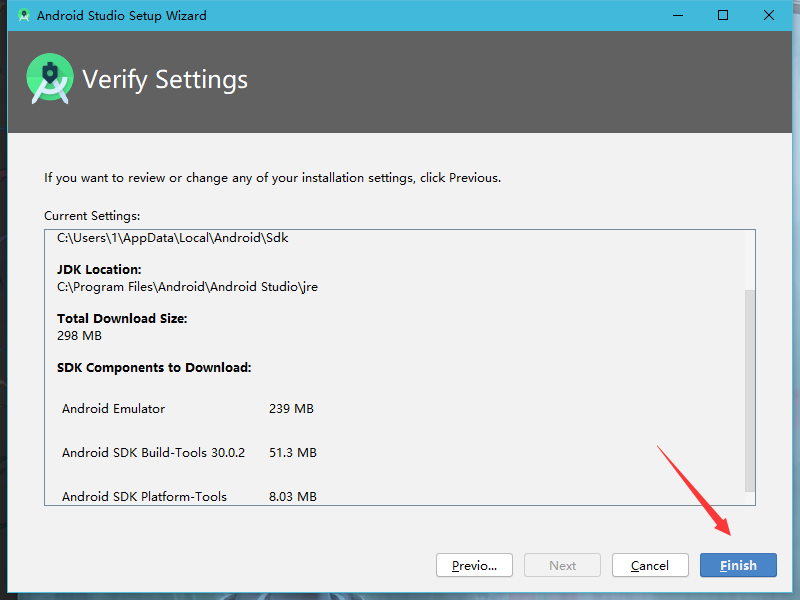 Android Studio Setup Wizard
Verify Settings
If you want to review or change any of your installation settings, click Previous.
Current Settings:
C:\Users\1\AppData\Local\Android\Sdk
JDK Location:
C:\Program Files\Android\Android Studio\jre
Total Download Size:
298 MB
SDK Components to Download:
Android Emulator 239 MB
Android SDK Build-Tools 30.0.2 51.3 MB
Android SDK Platform-Tools 8.03 MB
Previo... Next Cancel Finish